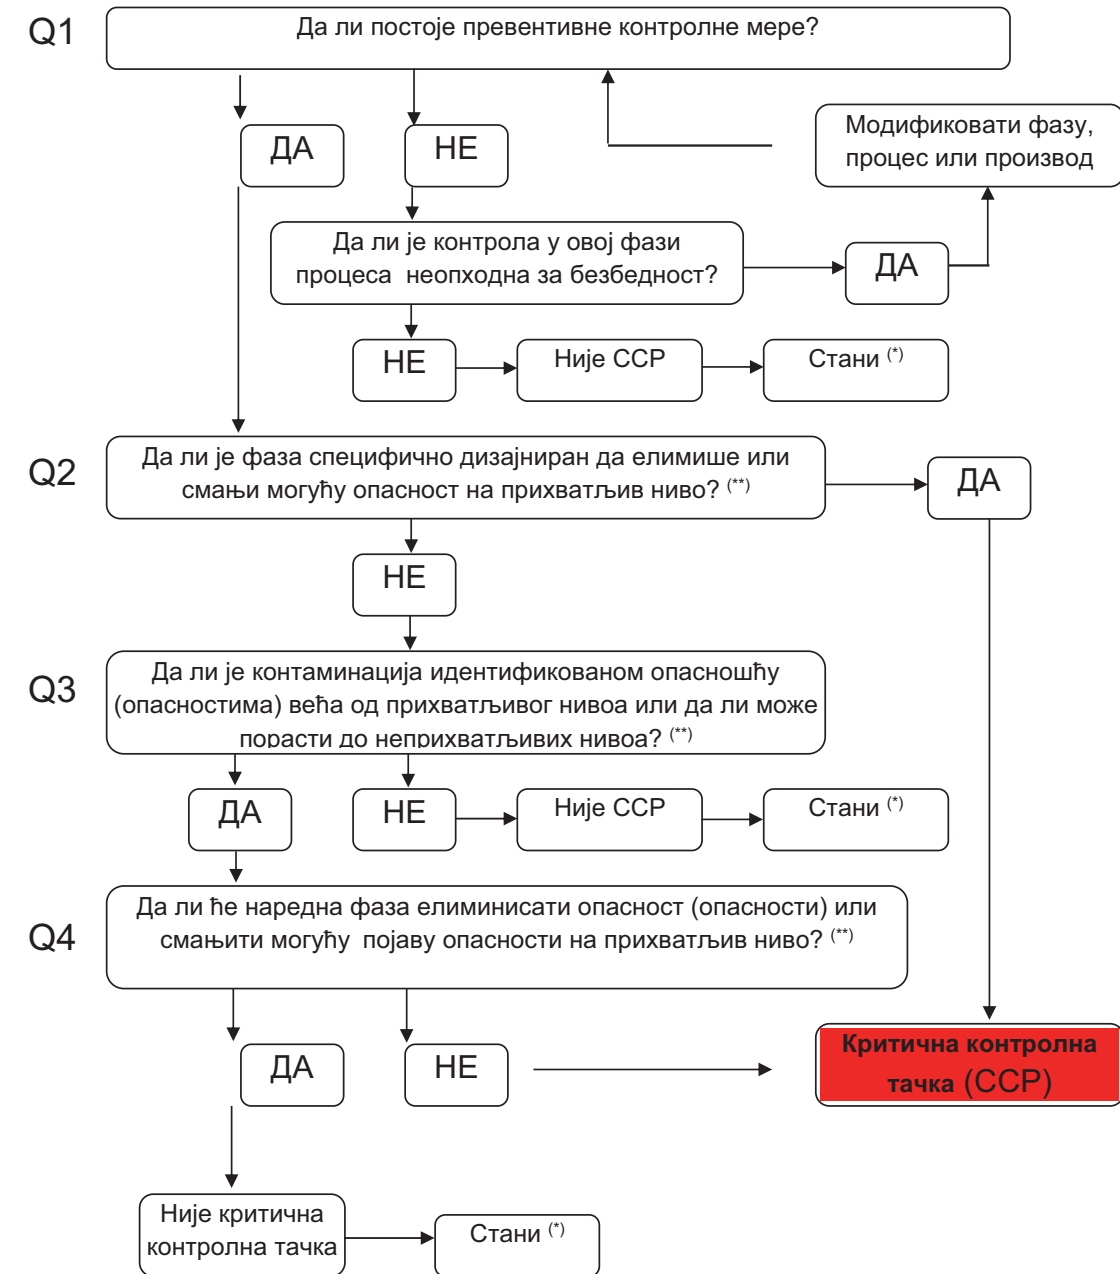 Q1
Да ли постоје превентивне контролне мере?
ДА
НЕ
Модификовати фазу,
процес или производ
Да ли је контрола у овој фази
процеса неопходна за безбедност?
ДА
НЕ
Није ССР
Стани (*)
Q2
Да ли је фаза специфично дизајниран да елимише или
смањи могућу опасност на прихватљив ниво? (**)
ДА
НЕ
Q3
Да ли је контаминација идентификованом опасношћу
(опасностима) већа од прихватљивог нивоа или да ли може
порасти до неприхватљивих нивоа? (**)
ДА
НЕ
Није ССР
Стани (*)
Q4
Да ли ће наредна фаза елиминисати опасност (опасности) или
смањити могућу појаву опасности на прихватљив ниво? (**)
ДА
НЕ
Критична контролна
тачка (ССР)
Није критична
контролна тачка
Стани (*)